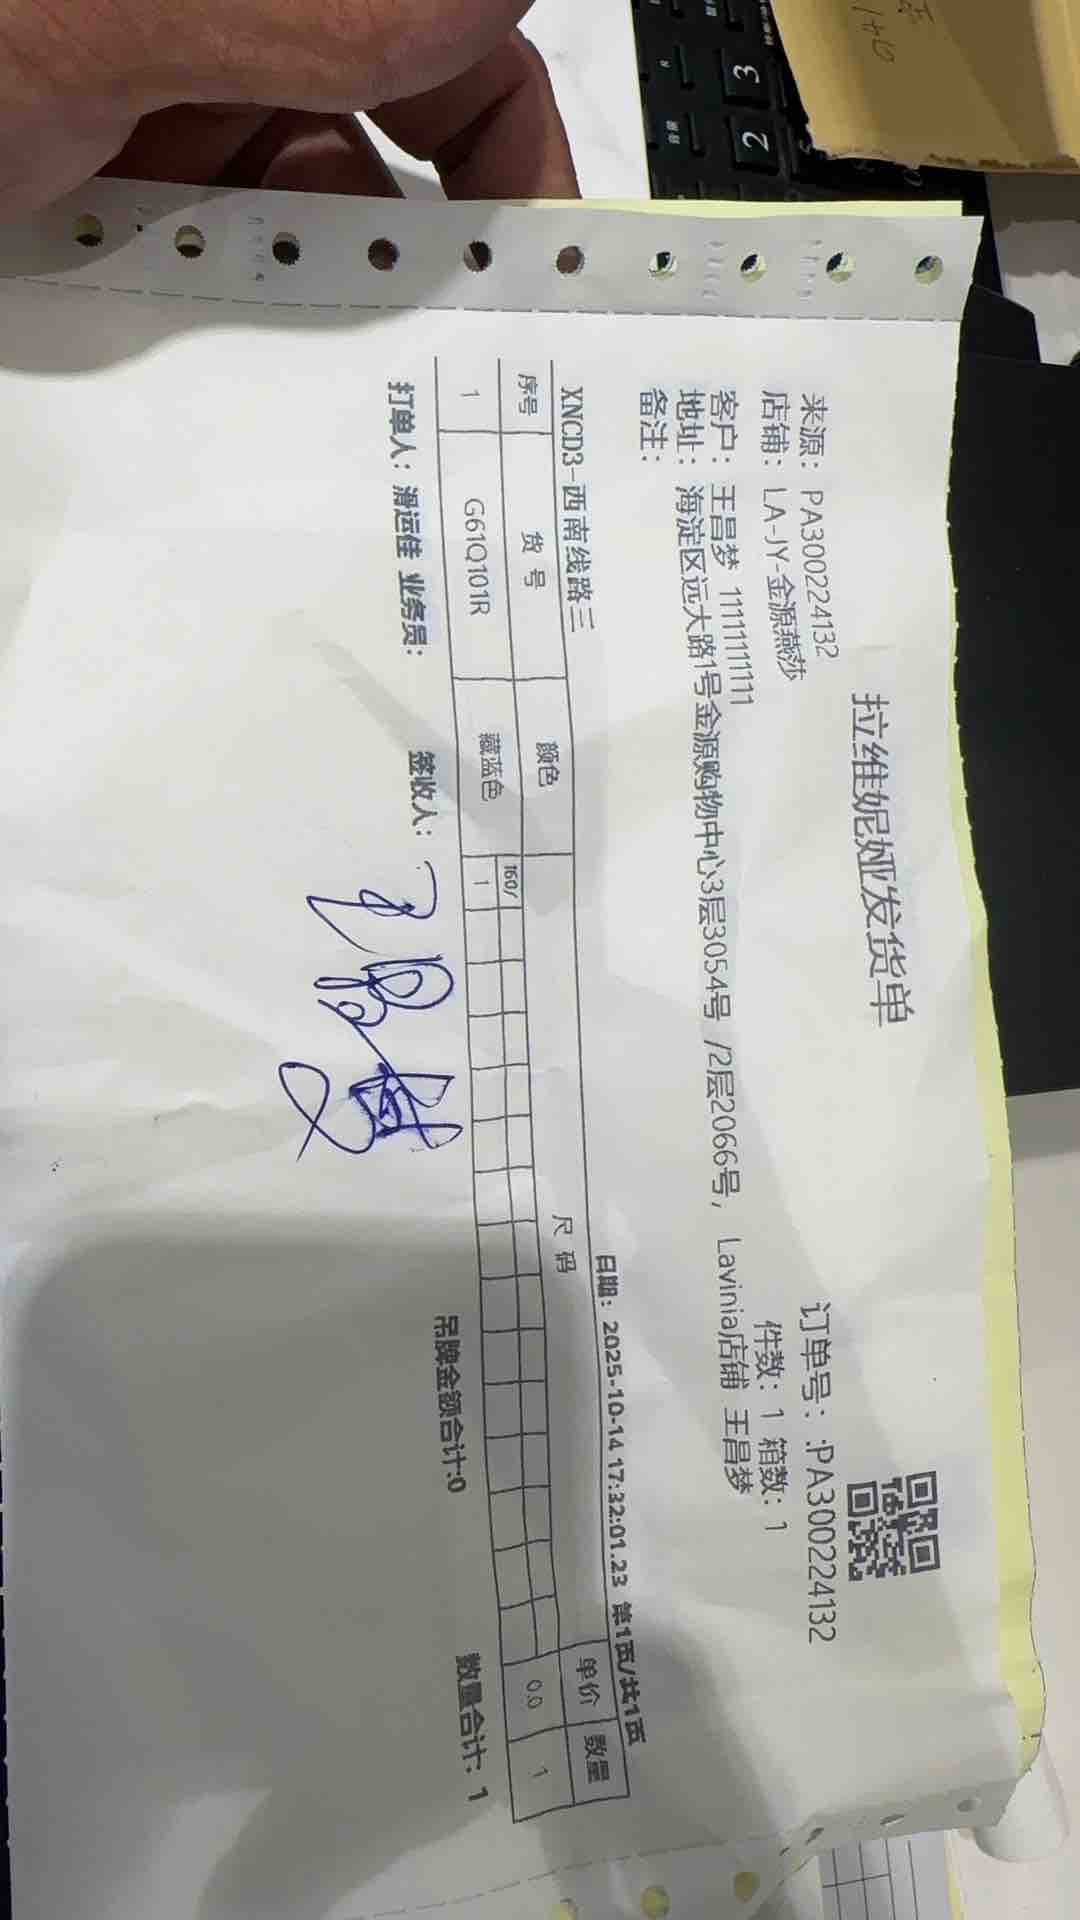 拉维妮娅发货单
来源：PA300224132
订单号：:PA300224132
店铺：LA-JY-金源燕莎
件数：1 箱数：1
客户：王昌梦 1111111111
地址：海淀区远大路1号金源购物中心3层3054号 /2层2066号， Lavinia店铺 王昌梦
备注：
XNCD3-西南线路三
日期：2025-10-14 17:32:01.23 第1页/共1页
序号 货号 颜色 尺码 单价 数量
160/
1 G61Q101R 藏蓝色 1 0.0 1
打单人：滑运佳 业务员： 签收人：
吊牌金额合计:0
数量合计：1
3
2